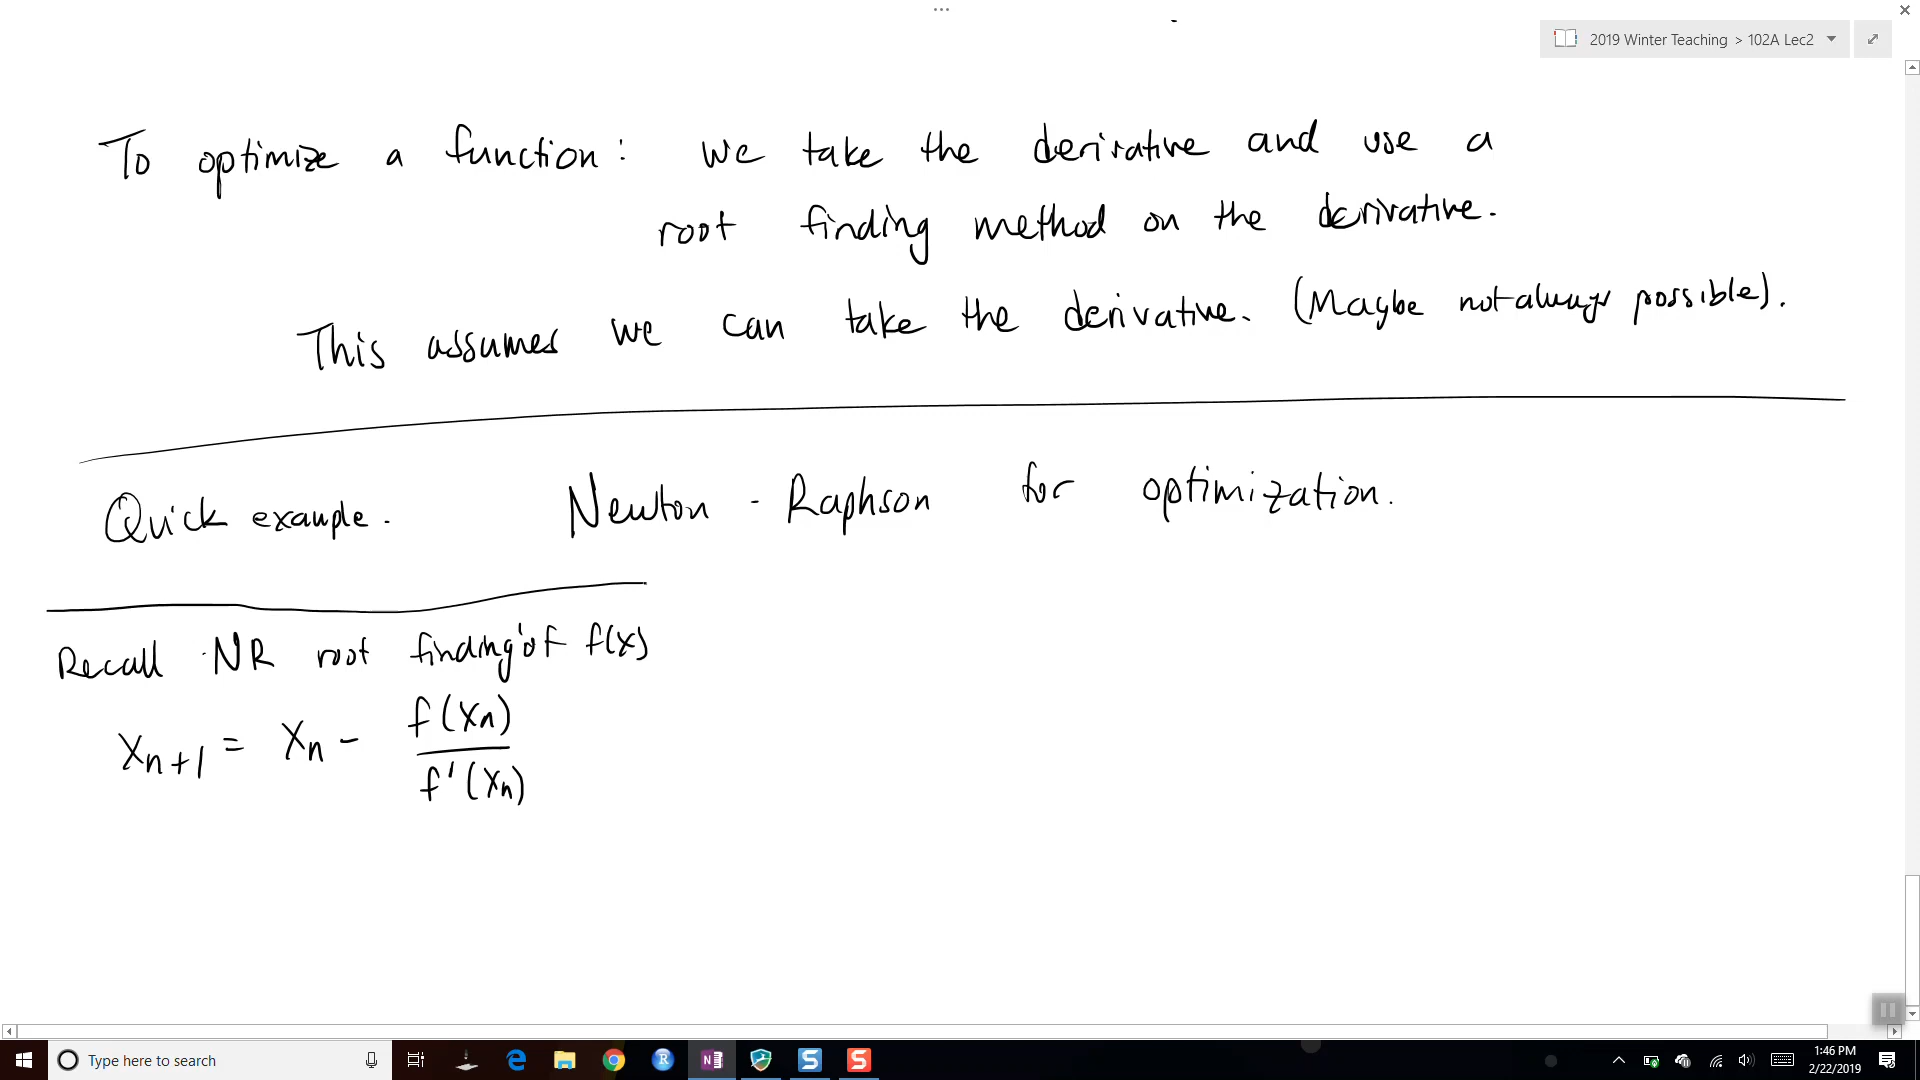 2019 Winter Teaching > 102A Lec2
To optimize a function: we take the derivative and use a
root finding method on the derivative.
This assumes we can take the derivative. (Maybe not always possible).
Quick example. Newton-Raphson for optimization.
Recall NR root finding of f(x)
Xn+1 = Xn - f(Xn) / f'(Xn)
Type here to search
1:46 PM
2/22/2019